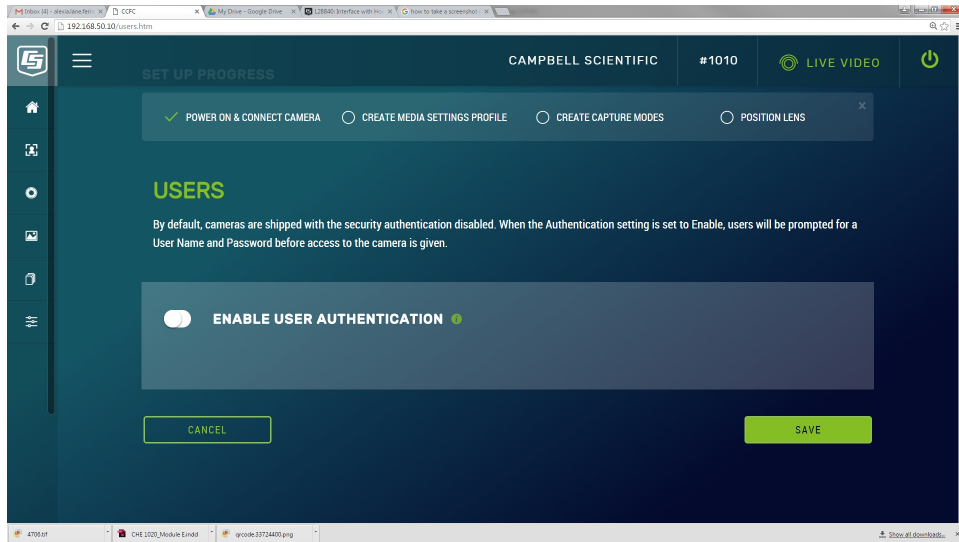 Inbox (4) - alexia.lane.ferri
CCFC
My Drive - Google Drive
L28840: Interface with Ho
how to take a screenshot
192.168.50.10/users.htm
CAMPBELL SCIENTIFIC
#1010
LIVE VIDEO
SET UP PROGRESS
POWER ON & CONNECT CAMERA
CREATE MEDIA SETTINGS PROFILE
CREATE CAPTURE MODES
POSITION LENS
x
USERS
By default, cameras are shipped with the security authentication disabled. When the Authentication setting is set to Enable, users will be prompted for a
User Name and Password before access to the camera is given.
ENABLE USER AUTHENTICATION
CANCEL
SAVE
4706.tif
CHE 1020_Module E.indd
qrcode.33724400.png
Show all downloads...